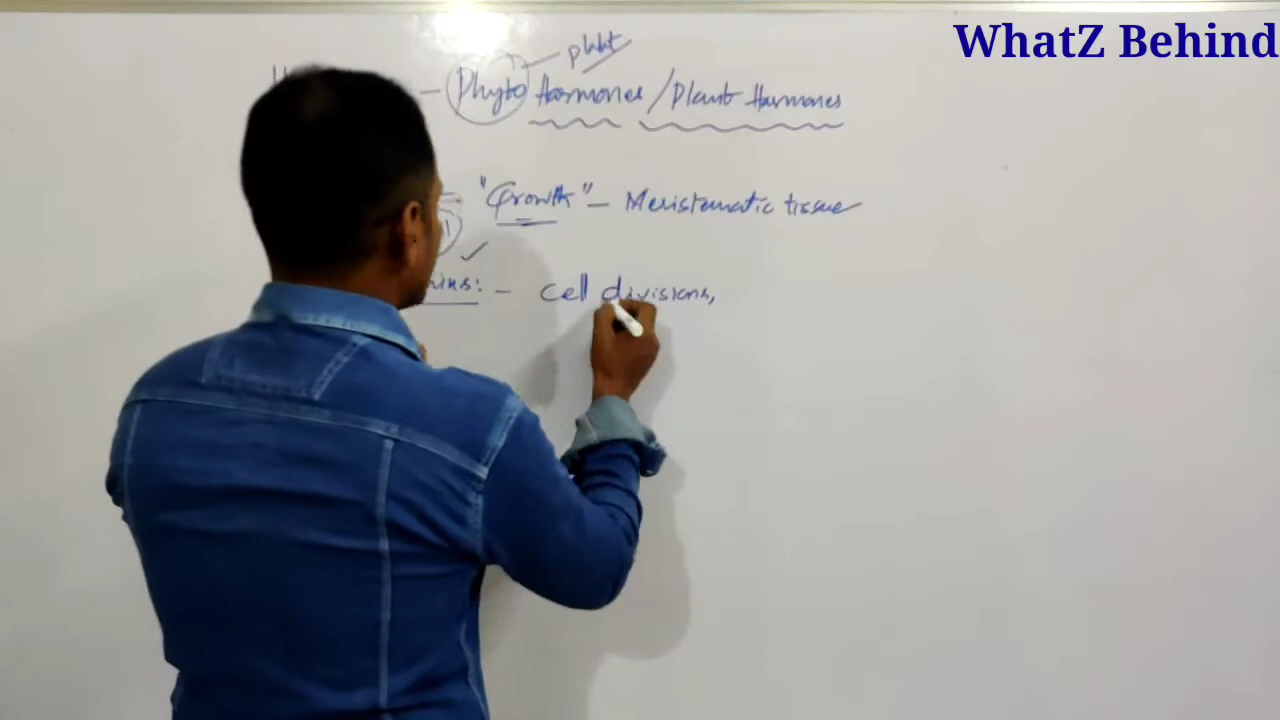 WhatZ Behind
plant
- Phyto Hormones / Plant Hormones
"Growth" - Meristematic tissue
- cell divisions,